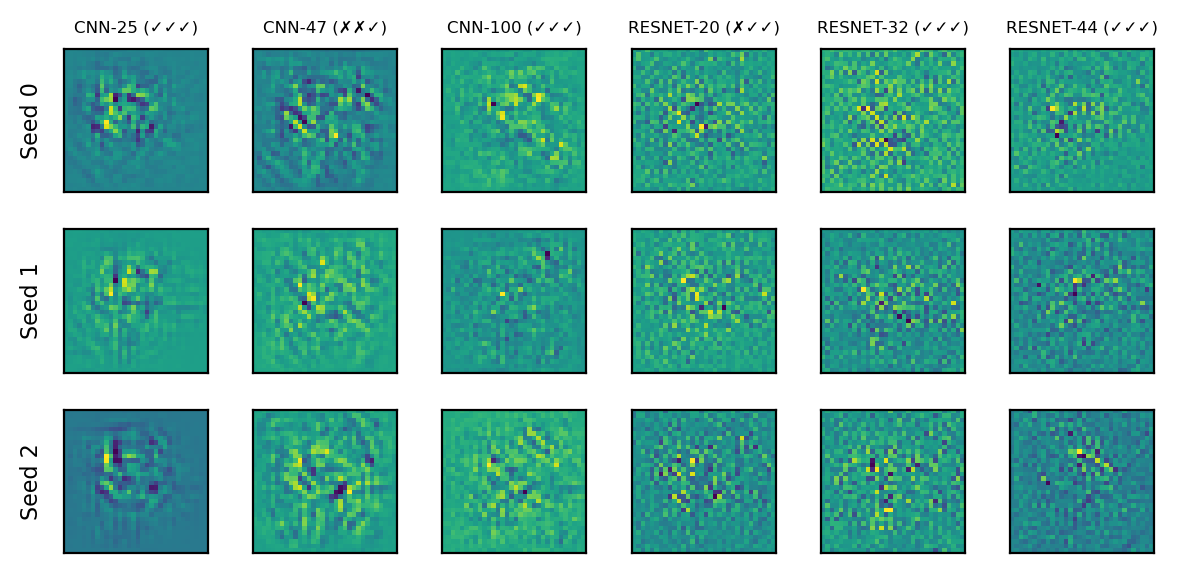 CNN-25 (✓✓✓) CNN-47 (✗✗✓) CNN-100 (✓✓✓) RESNET-20 (✗✓✓) RESNET-32 (✓✓✓) RESNET-44 (✓✓✓)
Seed 0
Seed 1
Seed 2